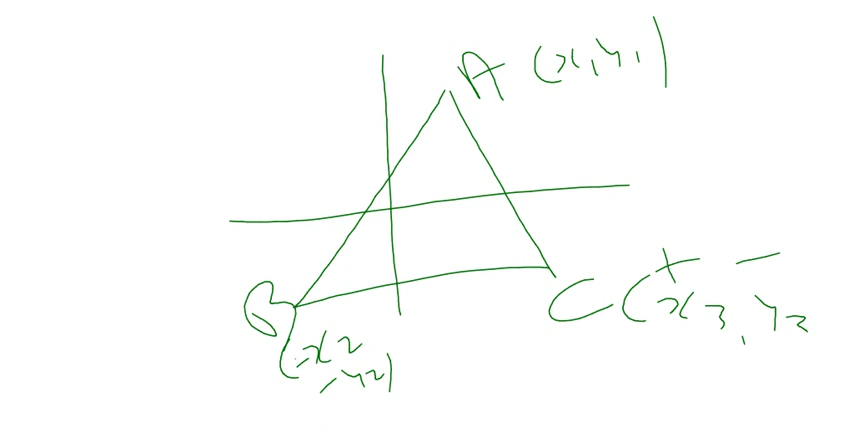 A (x1, y1)
+ −
B
C (x3, y3
(-x2
, -y2)